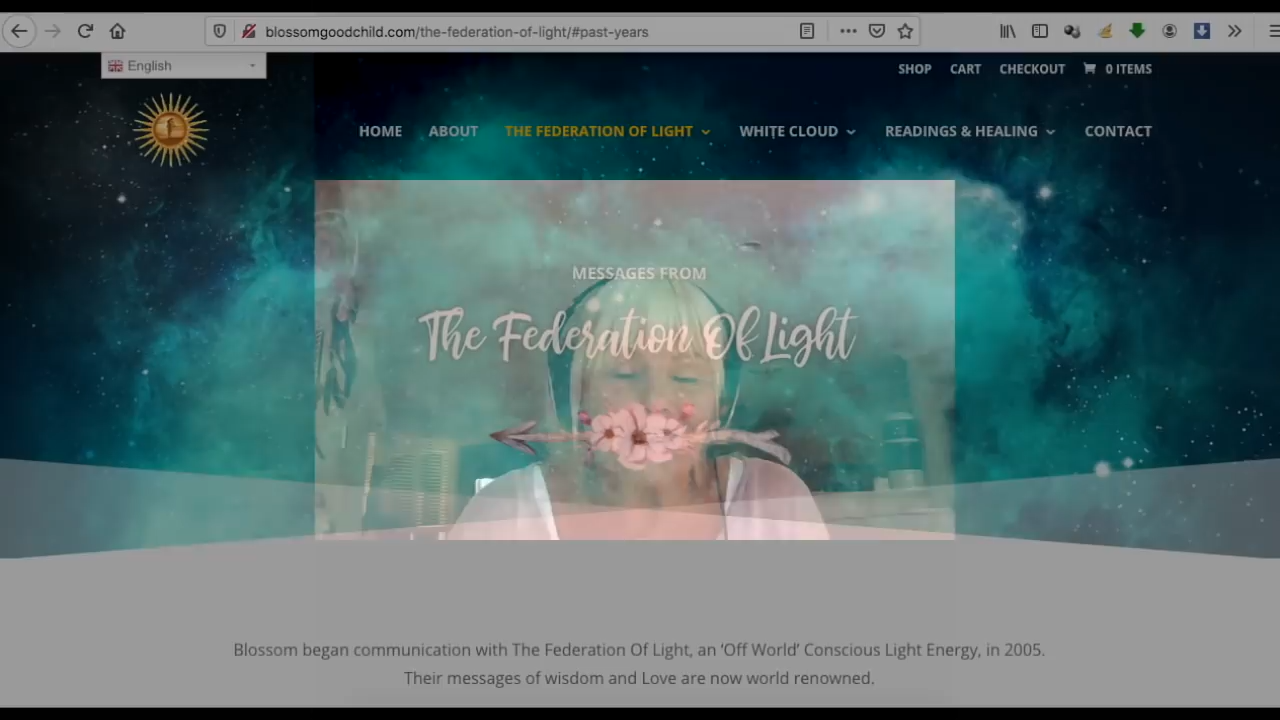 blossomgoodchild.com/the-federation-of-light/#past-years
English
SHOP CART CHECKOUT 0 ITEMS
HOME ABOUT THE FEDERATION OF LIGHT WHITE CLOUD READINGS & HEALING CONTACT
MESSAGES FROM
The Federation Of Light
Blossom began communication with The Federation Of Light, an ‘Off World’ Conscious Light Energy, in 2005.
Their messages of wisdom and Love are now world renowned.